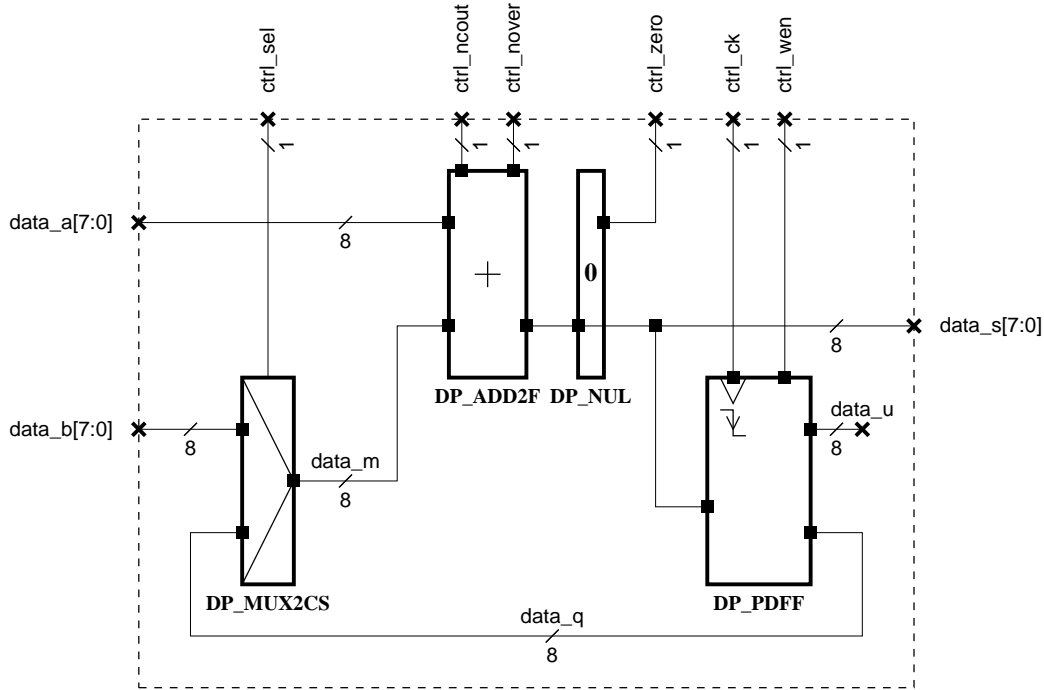 ctrl_sel
ctrl_ncout
ctrl_nover
ctrl_zero
ctrl_ck
ctrl_wen
1
1
1
1
1
1
data_a[7:0]
8
0
data_s[7:0]
8
DP_ADD2F
DP_NUL
data_b[7:0]
8
data_m
8
data_u
8
DP_MUX2CS
DP_PDFF
data_q
8